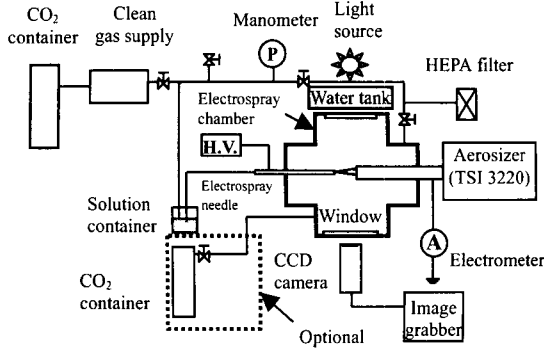 CO2
container
Clean
gas supply
Manometer
Light
source
P
HEPA filter
Water tank
Electrospray
chamber
H.V.
Aerosizer
(TSI 3220)
Electrospray
needle
Solution
container
Window
A
Electrometer
CO2
container
CCD
camera
Optional
Image
grabber